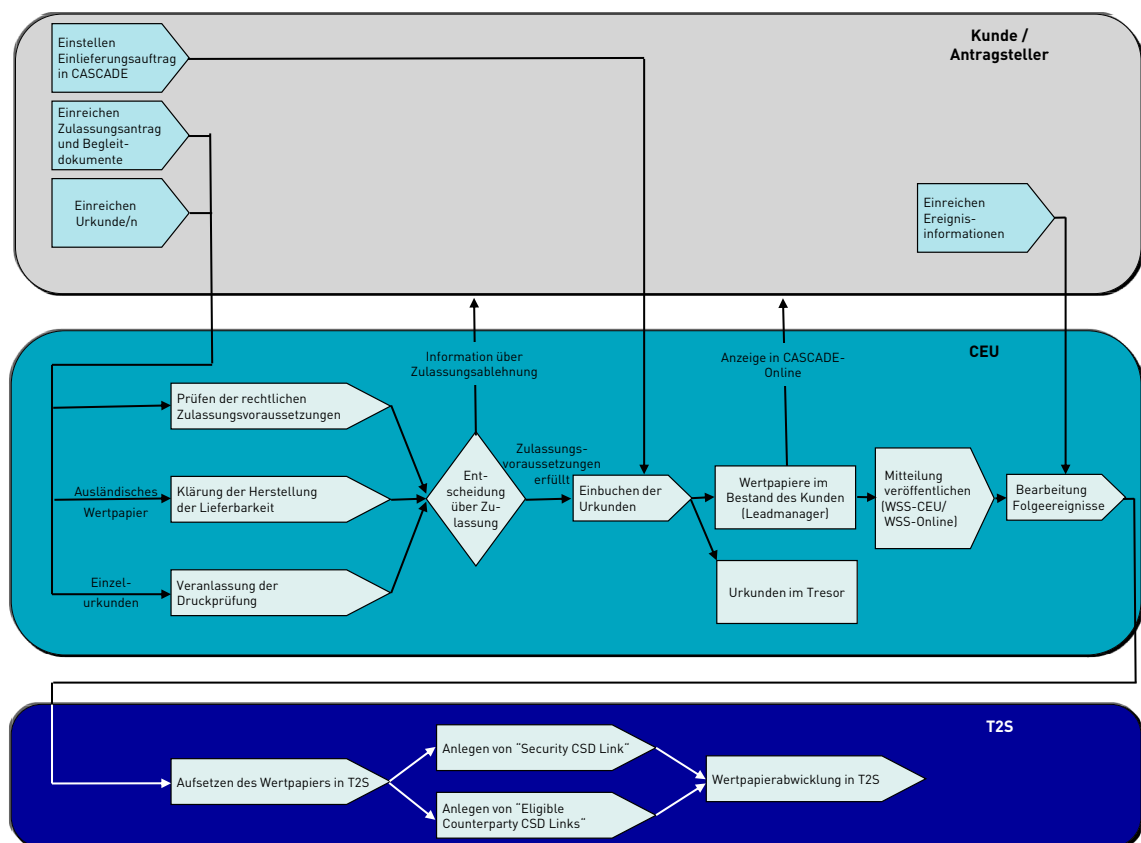 Kunde /
Antragsteller
Einstellen
Einlieferungsauftrag
in CASCADE
Einreichen
Zulassungsantrag
und Begleit-
dokumente
Einreichen
Urkunde/n
Einreichen
Ereignis-
informationen
CEU
Information über
Zulassungsablehnung
Anzeige in CASCADE-
Online
Prüfen der rechtlichen
Zulassungsvoraussetzungen
Ausländisches
Wertpapier
Klärung der Herstellung
der Lieferbarkeit
Einzel-
urkunden
Veranlassung der
Druckprüfung
Ent-
scheidung
über Zu-
lassung
Zulassungs-
voraussetzungen
erfüllt
Einbuchen der
Urkunden
Wertpapiere im
Bestand des Kunden
(Leadmanager)
Urkunden im Tresor
Mitteilung
veröffentlichen
(WSS-CEU/
WSS-Online)
Bearbeitung
Folgeereignisse
T2S
Aufsetzen des Wertpapiers in T2S
Anlegen von "Security CSD Link"
Anlegen von "Eligible
Counterparty CSD Links"
Wertpapierabwicklung in T2S